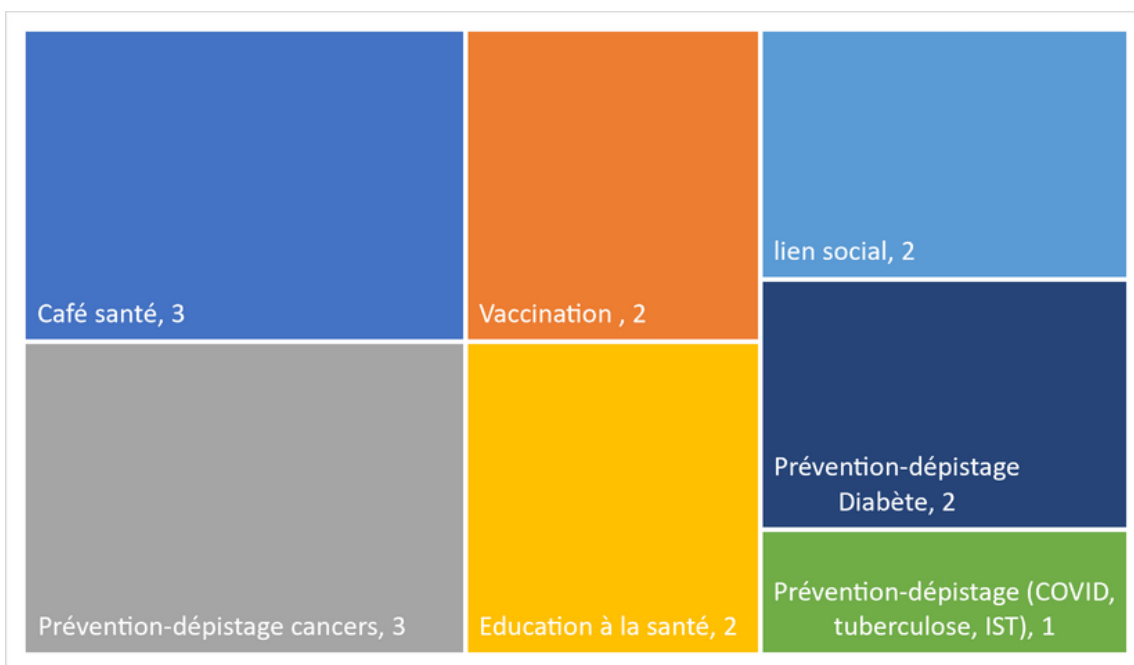 Café santé, 3
Vaccination , 2
lien social, 2
Prévention-dépistage
Diabète, 2
Prévention-dépistage cancers, 3
Education à la santé, 2
Prévention-dépistage (COVID,
tuberculose, IST), 1